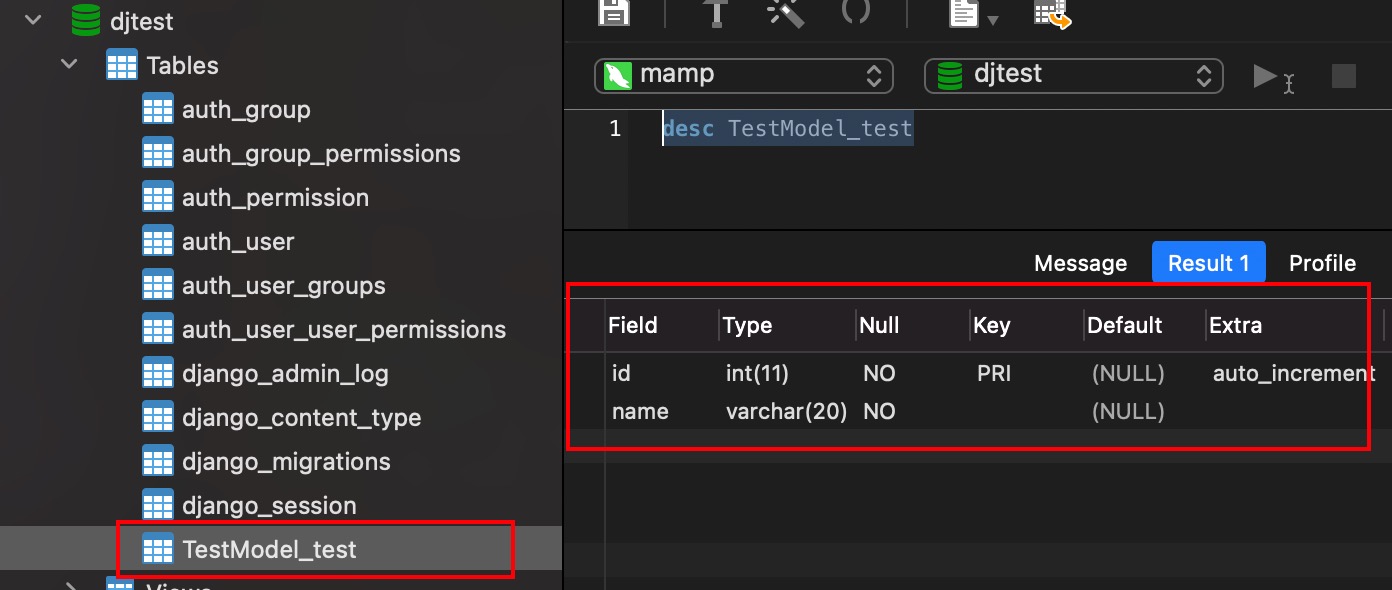 djtest
Tables
auth_group
auth_group_permissions
auth_permission
auth_user
auth_user_groups
auth_user_user_permissions
django_admin_log
django_content_type
django_migrations
django_session
TestModel_test
Views
mamp djtest
1 desc TestModel_test
Message Result 1 Profile
Field Type Null Key Default Extra
id int(11) NO PRI (NULL) auto_increment
name varchar(20) NO (NULL)